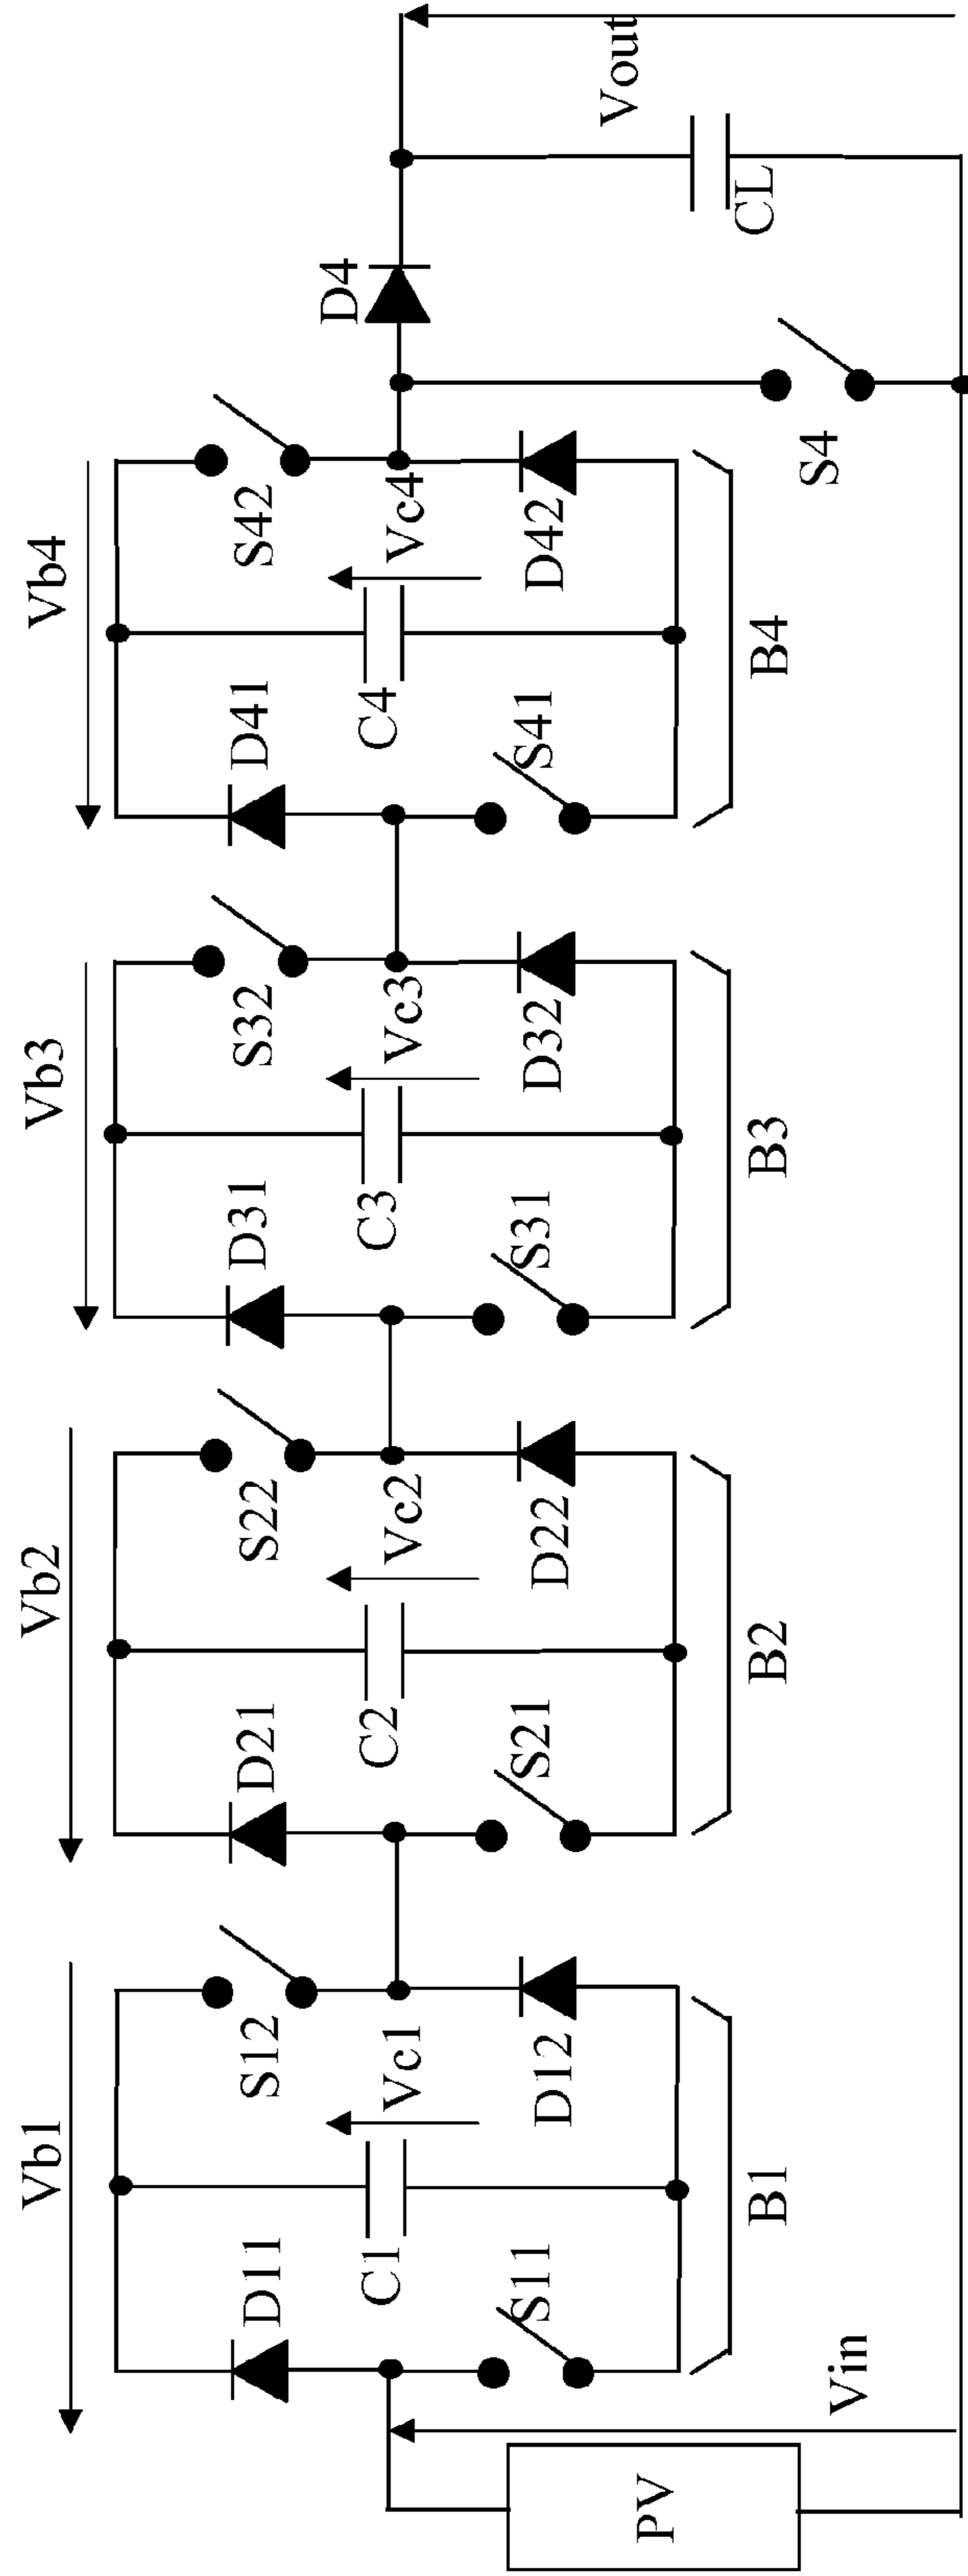 Vb1
Vb2
Vb3
Vb4
D11
S12
D21
S22
D31
S32
D41
S42
D4
C1
Vc1
C2
Vc2
C3
Vc3
C4
Vc4
S11
D12
S21
D22
S31
D32
S41
D42
Vout
PV
B1
B2
B3
B4
CL
Vin
S4